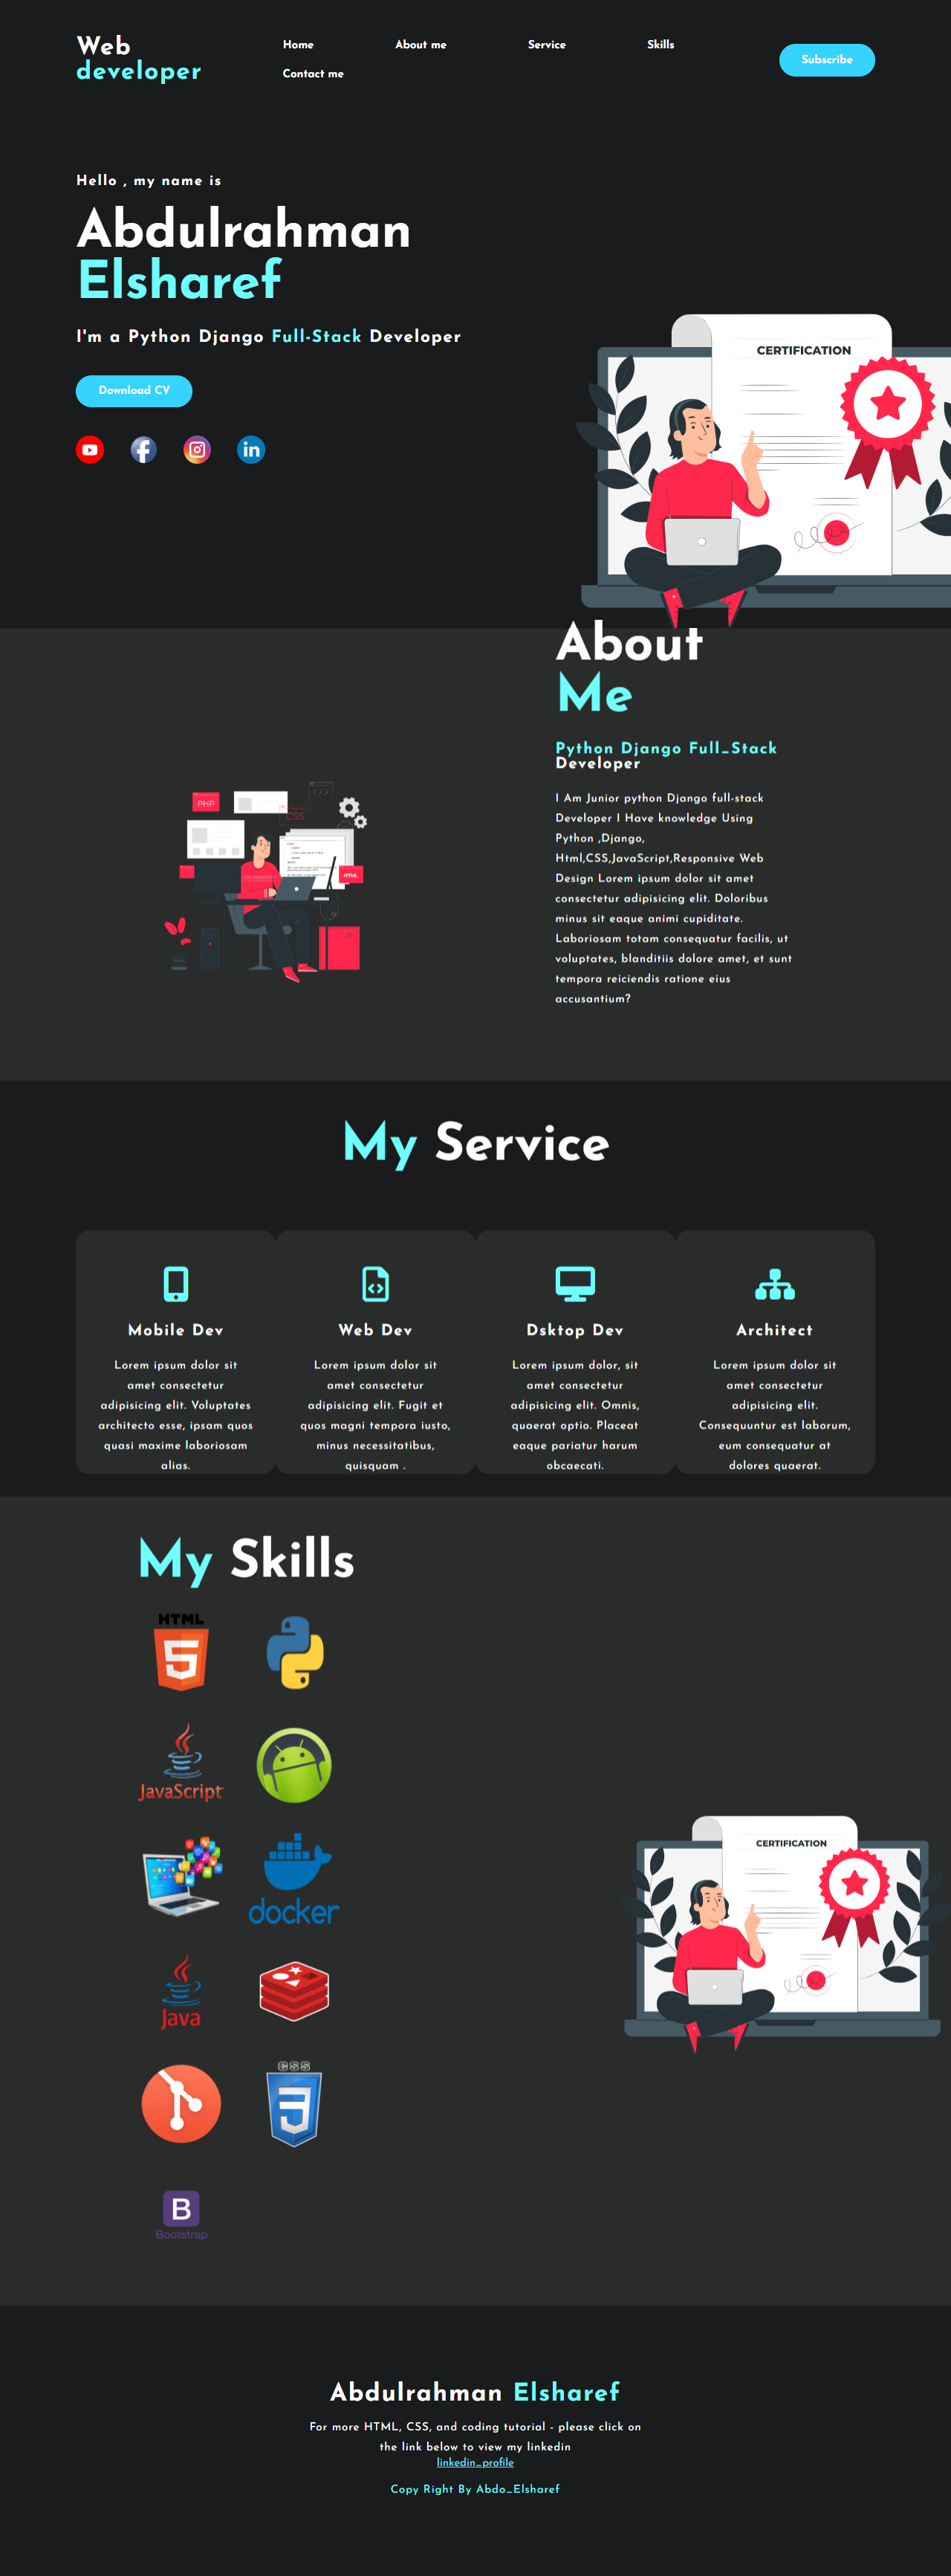 Web
developer
Home
About me
Service
Skills
Contact me
Subscribe
Hello , my name is
Abdulrahman
Elsharef
I'm a Python Django Full-Stack Developer
Download CV
CERTIFICATION
About
Me
Python Django Full_Stack
Developer
I Am Junior python Django full-stack
Developer I Have knowledge Using
Python ,Django,
Html,CSS,JavaScript,Responsive Web
Design Lorem ipsum dolor sit amet
consectetur adipisicing elit. Doloribus
minus sit eaque animi cupiditate.
Laboriosam totam consequatur facilis, ut
voluptates, blanditiis dolore amet, et sunt
tempora reiciendis ratione eius
accusantium?
PHP
CSS
HTML
My Service
Mobile Dev
Lorem ipsum dolor sit
amet consectetur
adipisicing elit. Voluptates
architecto esse, ipsam quos
quasi maxime laboriosam
alias.
Web Dev
Lorem ipsum dolor sit
amet consectetur
adipisicing elit. Fugit et
quos magni tempora iusto,
minus necessitatibus,
quisquam .
Dsktop Dev
Lorem ipsum dolor, sit
amet consectetur
adipisicing elit. Omnis,
quaerat optio. Placeat
eaque pariatur harum
obcaecati.
Architect
Lorem ipsum dolor sit
amet consectetur
adipisicing elit.
Consequuntur est laborum,
eum consequatur at
dolores quaerat.
My Skills
HTML
5
JavaScript
docker
Java
CSS
3
B
Bootstrap
CERTIFICATION
Abdulrahman Elsharef
For more HTML, CSS, and coding tutorial - please click on
the link below to view my linkedin
linkedin_profile
Copy Right By Abdo_Elsharef